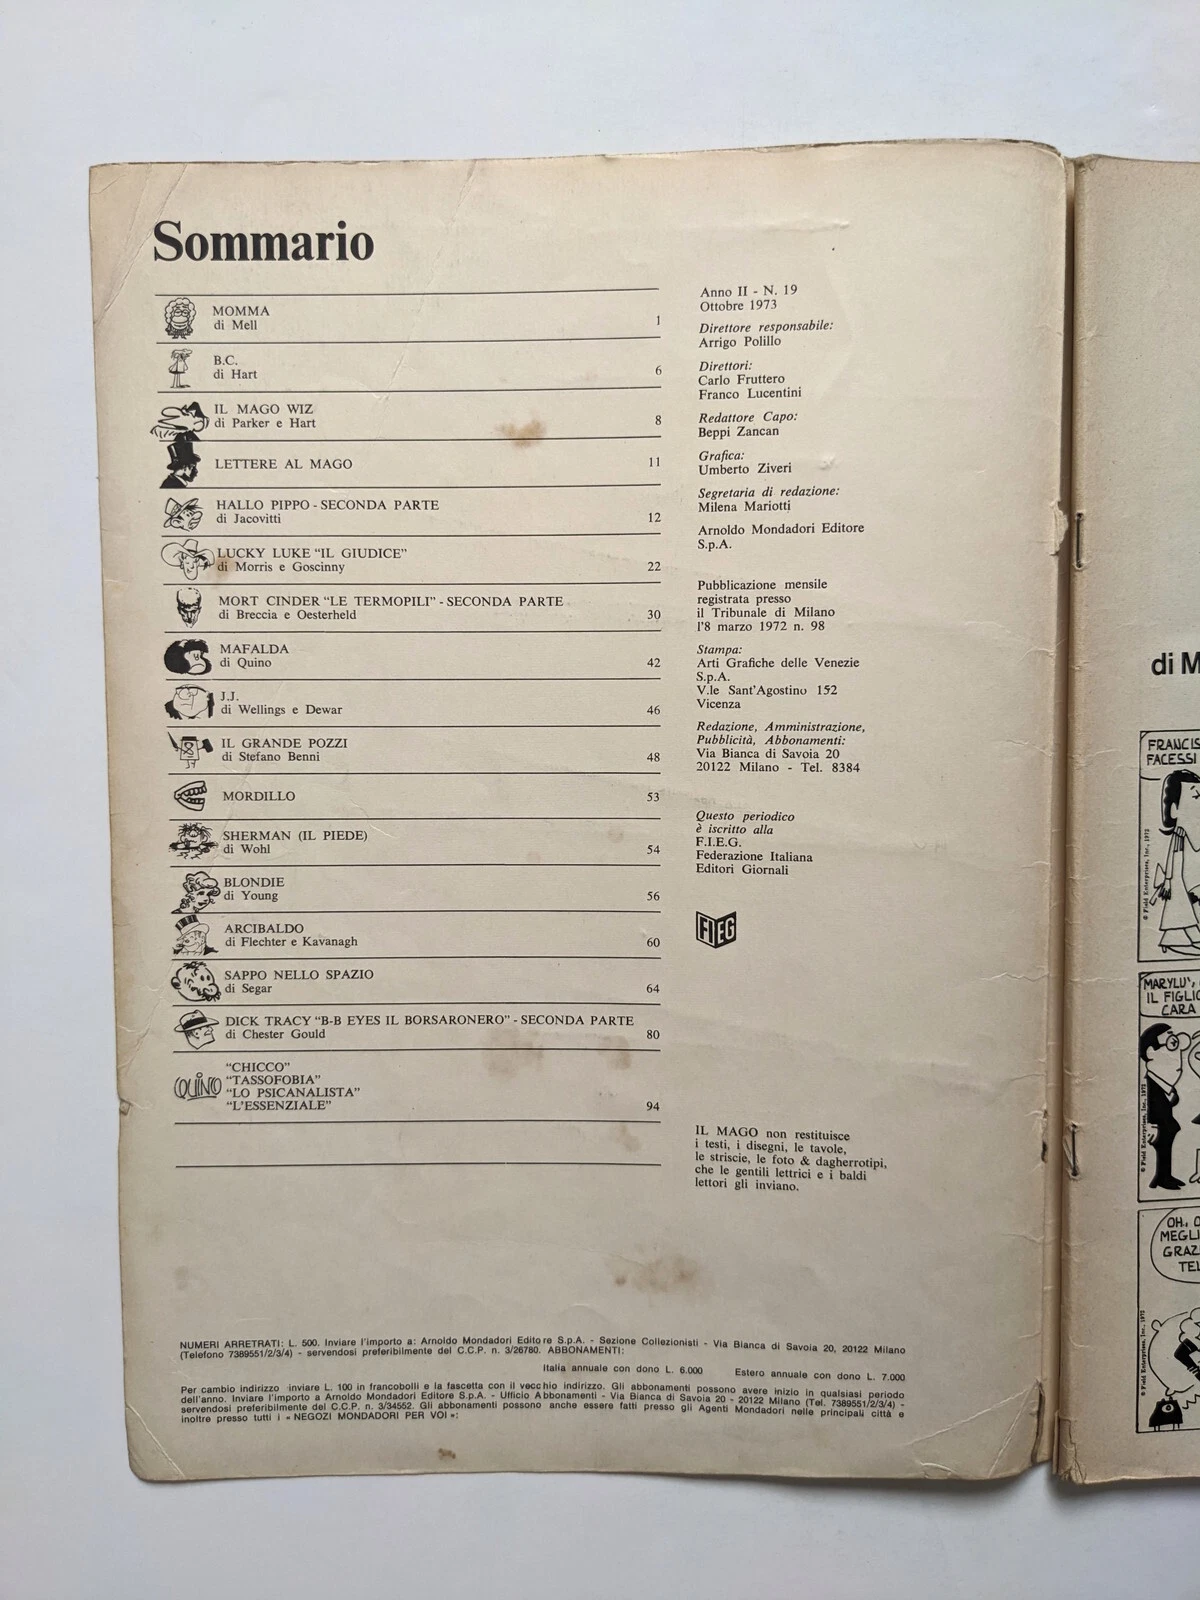 Sommario
MOMMA
di Mell
1
B.C.
di Hart
6
IL MAGO WIZ
di Parker e Hart
8
LETTERE AL MAGO
11
HALLO PIPPO - SECONDA PARTE
di Jacovitti
12
LUCKY LUKE "IL GIUDICE"
di Morris e Goscinny
22
MORT CINDER "LE TERMOPILI" - SECONDA PARTE
di Breccia e Oesterheld
30
MAFALDA
di Quino
42
J.J.
di Wellings e Dewar
46
IL GRANDE POZZI
di Stefano Benni
48
MORDILLO
53
SHERMAN (IL PIEDE)
di Wohl
54
BLONDIE
di Young
56
ARCIBALDO
di Flechter e Kavanagh
60
SAPPO NELLO SPAZIO
di Segar
64
DICK TRACY "B-B EYES IL BORSARONERO" - SECONDA PARTE
di Chester Gould
80
QUINO
"CHICCO"
"TASSOFOBIA"
"LO PSICANALISTA"
"L'ESSENZIALE"
94
Anno II - N. 19
Ottobre 1973
Direttore responsabile:
Arrigo Polillo
Direttori:
Carlo Fruttero
Franco Lucentini
Redattore Capo:
Beppi Zancan
Grafica:
Umberto Ziveri
Segretaria di redazione:
Milena Mariotti
Arnoldo Mondadori Editore
S.p.A.
Pubblicazione mensile
registrata presso
il Tribunale di Milano
l'8 marzo 1972 n. 98
Stampa:
Arti Grafiche delle Venezie
S.p.A.
V.le Sant'Agostino 152
Vicenza
Redazione, Amministrazione,
Pubblicità, Abbonamenti:
Via Bianca di Savoia 20
20122 Milano - Tel. 8384
Questo periodico
è iscritto alla
F.I.E.G.
Federazione Italiana
Editori Giornali
FIEG
IL MAGO non restituisce
i testi, i disegni, le tavole,
le striscie, le foto & dagherrotipi,
che le gentili lettrici e i baldi
lettori gli inviano.
NUMERI ARRETRATI: L. 500. Inviare l'importo a: Arnoldo Mondadori Editore S.p.A. - Sezione Collezionisti - Via Bianca di Savoia 20, 20122 Milano
(Telefono 7389551/2/3/4) - servendosi preferibilmente del C.C.P. n. 3/26780. ABBONAMENTI:
Italia annuale con dono L. 6.000 Estero annuale con dono L. 7.000
Per cambio indirizzo inviare L. 100 in francobolli e la fascetta con il vecchio indirizzo. Gli abbonamenti possono avere inizio in qualsiasi periodo
dell'anno. Inviare l'importo a Arnoldo Mondadori Editore S.p.A. - Ufficio Abbonamenti - Via Bianca di Savoia 20 - 20122 Milano (Tel. 7389551/2/3/4) -
servendosi preferibilmente del C.C.P. n. 3/34552. Gli abbonamenti possono anche essere fatti presso gli Agenti Mondadori nelle principali città e
inoltre presso tutti i « NEGOZI MONDADORI PER VOI »:
di M
FRANCIS
FACESSI
© Field Enterprises, Inc., 1972
MARYLU',
IL FIGLIO
CARA
© Field Enterprises, Inc., 1972
OH,
MEGLI
GRAZ
TEL
© Field Enterprises, Inc., 1972